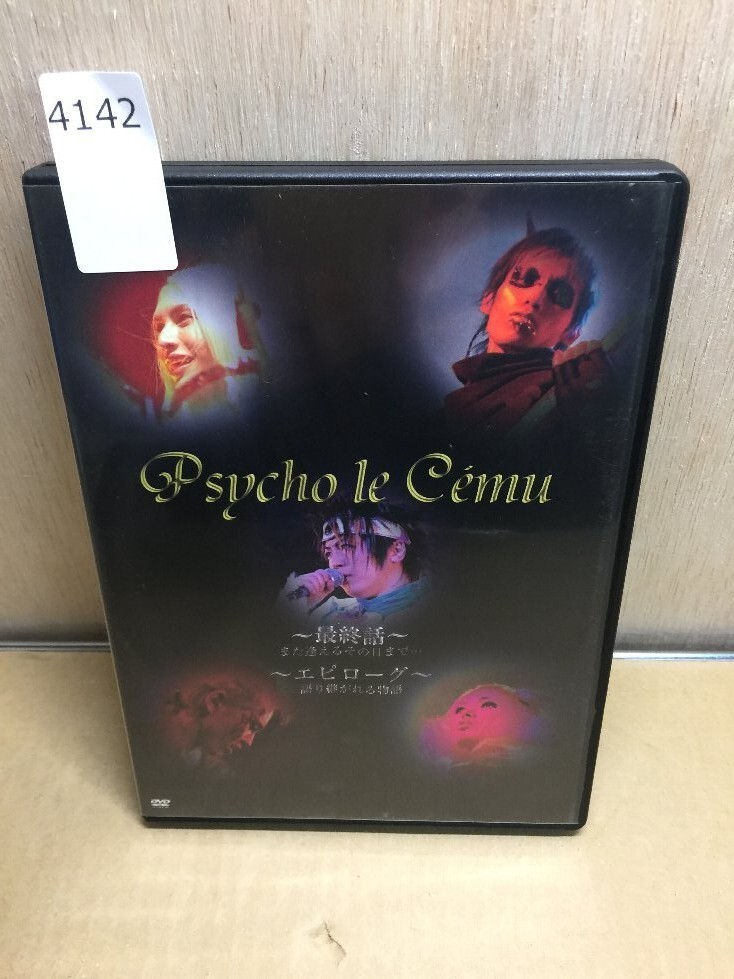 4142
Psycho le Cému
～最終話～
また逢えるその日まで…
～エピローグ～
語り継がれる物語
DVD